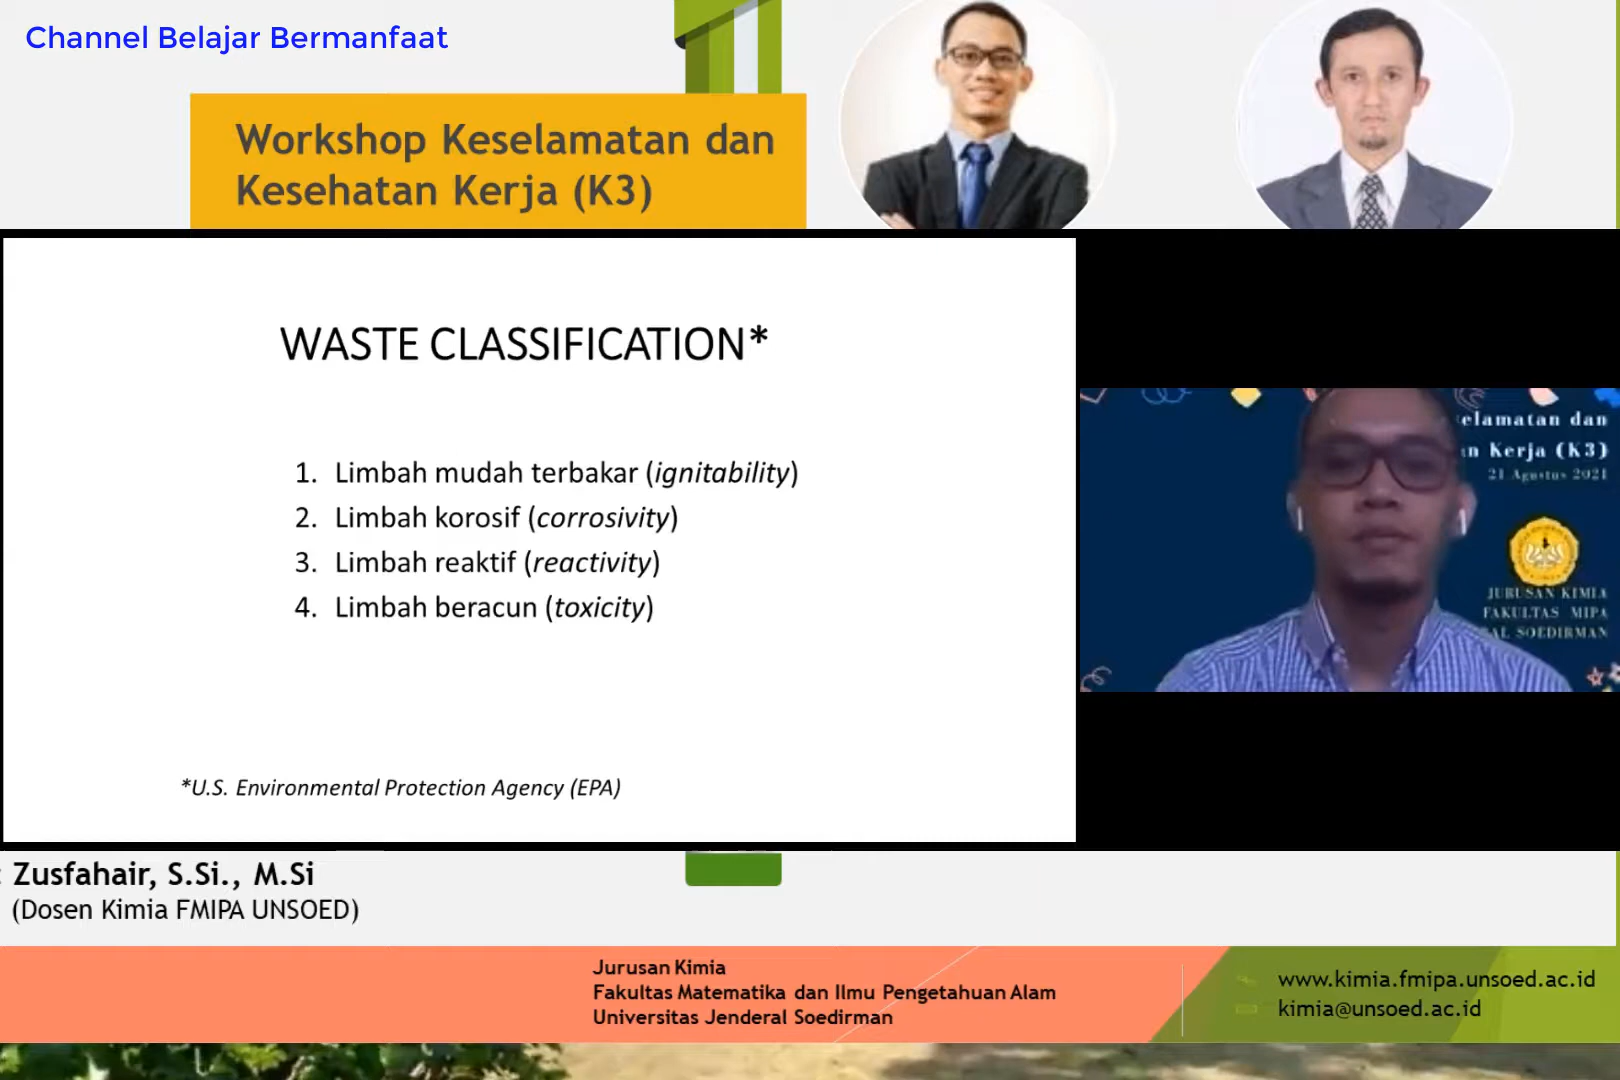 Channel Belajar Bermanfaat
Workshop Keselamatan dan
Kesehatan Kerja (K3)
WASTE CLASSIFICATION*
1. Limbah mudah terbakar (ignitability)
2. Limbah korosif (corrosivity)
3. Limbah reaktif (reactivity)
4. Limbah beracun (toxicity)
*U.S. Environmental Protection Agency (EPA)
elamatan dan
n Kerja (K3)
21 Agustus 2021
JURUSAN KIMIA
FAKULTAS MIPA
AL SOEDIRMAN
: Zusfahair, S.Si., M.Si
(Dosen Kimia FMIPA UNSOED)
Jurusan Kimia
Fakultas Matematika dan Ilmu Pengetahuan Alam
Universitas Jenderal Soedirman
www.kimia.fmipa.unsoed.ac.id
kimia@unsoed.ac.id